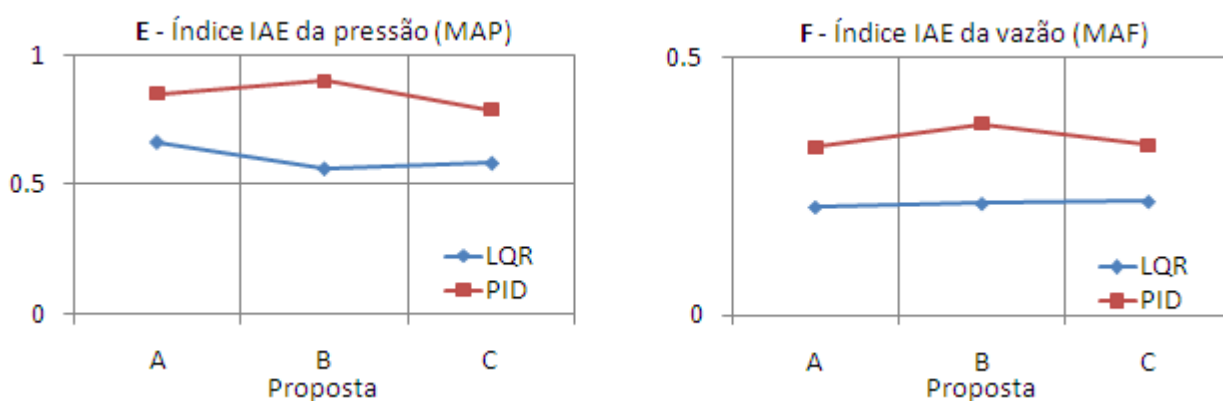 E - Índice IAE da pressão (MAP)
1
0.5
0
LQR
PID
A B C
Proposta
F - Índice IAE da vazão (MAF)
0.5
0
LQR
PID
A B C
Proposta